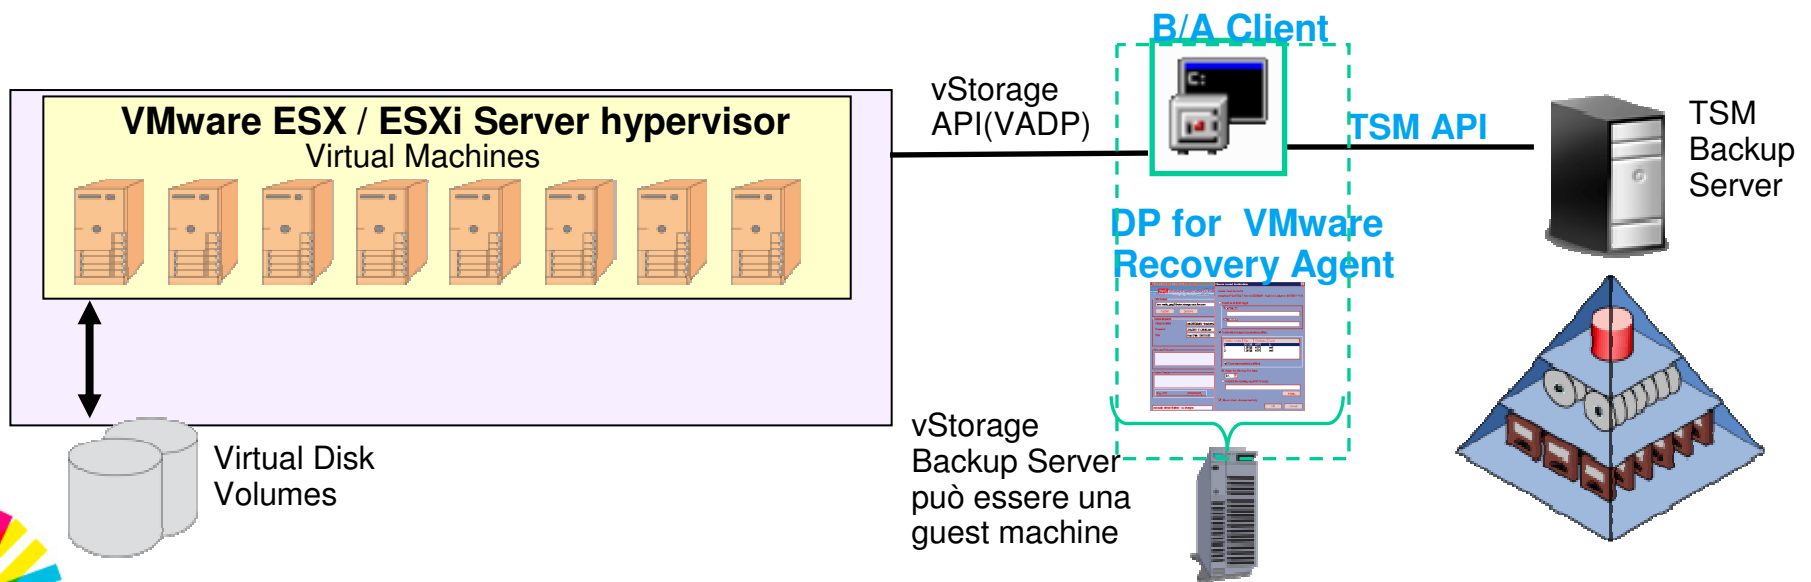 B/A Client
vStorage
API(VADP)
C:
TSM API
TSM
Backup
Server
VMware ESX / ESXi Server hypervisor
Virtual Machines
DP for VMware
Recovery Agent
vStorage
Backup Server
può essere una
guest machine
Virtual Disk
Volumes